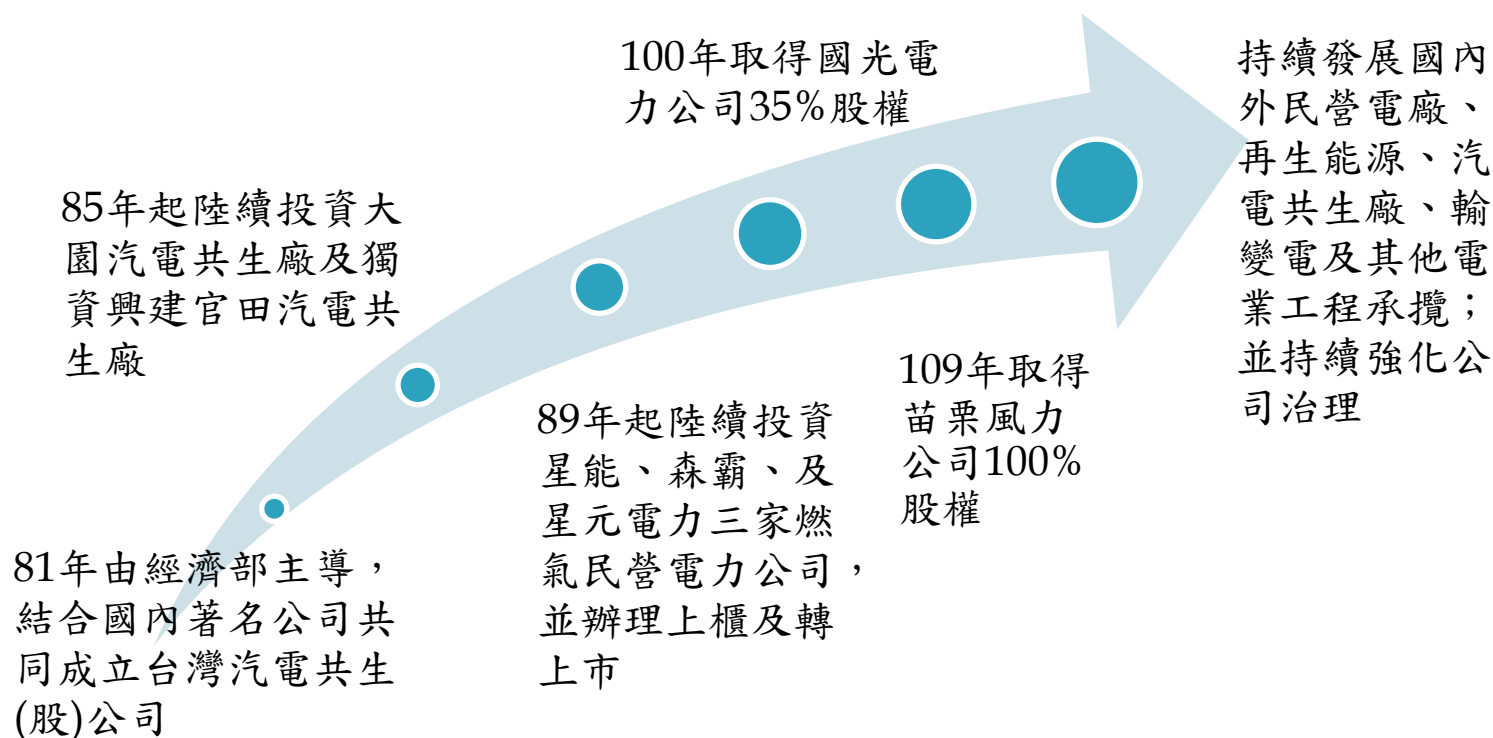 81年由經濟部主導，
結合國內著名公司共
同成立台灣汽電共生
(股)公司
85年起陸續投資大
園汽電共生廠及獨
資興建官田汽電共
生廠
89年起陸續投資
星能、森霸、及
星元電力三家燃
氣民營電力公司，
並辦理上櫃及轉
上市
100年取得國光電
力公司35%股權
109年取得
苗栗風力
公司100%
股權
持續發展國內
外民營電廠、
再生能源、汽
電共生廠、輸
變電及其他電
業工程承攬；
並持續強化公
司治理